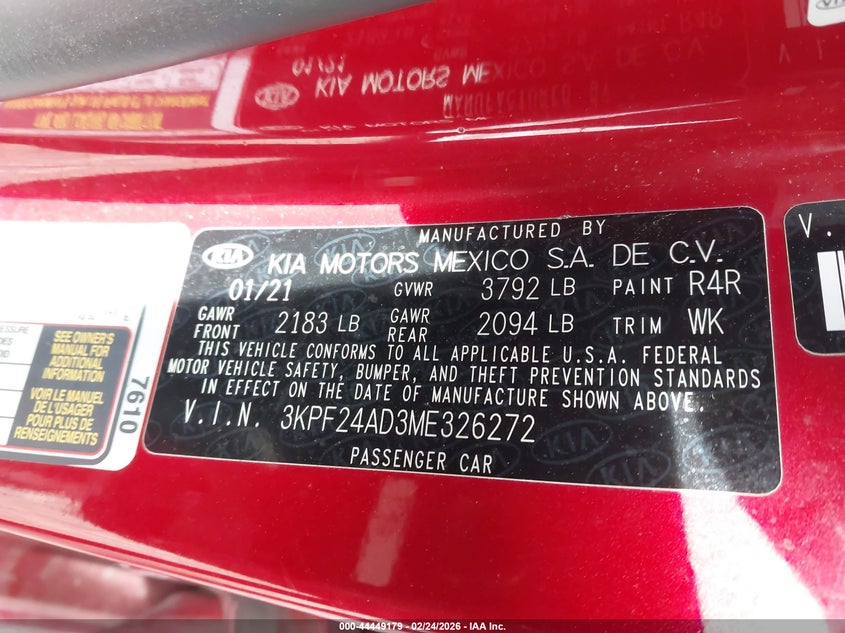 MANUFACTURED BY
KIA KIA MOTORS MEXICO S.A. DE C.V.
01/21 GVWR 3792 LB PAINT R4R
GAWR FRONT 2183 LB GAWR REAR 2094 LB TRIM WK
THIS VEHICLE CONFORMS TO ALL APPLICABLE U.S.A. FEDERAL
MOTOR VEHICLE SAFETY, BUMPER, AND THEFT PREVENTION STANDARDS
IN EFFECT ON THE DATE OF MANUFACTURE SHOWN ABOVE.
V.I.N. 3KPF24AD3ME326272
PASSENGER CAR
SEE OWNER'S
MANUAL FOR
ADDITIONAL
INFORMATION
VOIR LE MANUEL
DE L'USAGER
POUR PLUS DE
RENSEIGNEMENTS
7610
V.
000-44449179 - 02/24/2026 - IAA Inc.